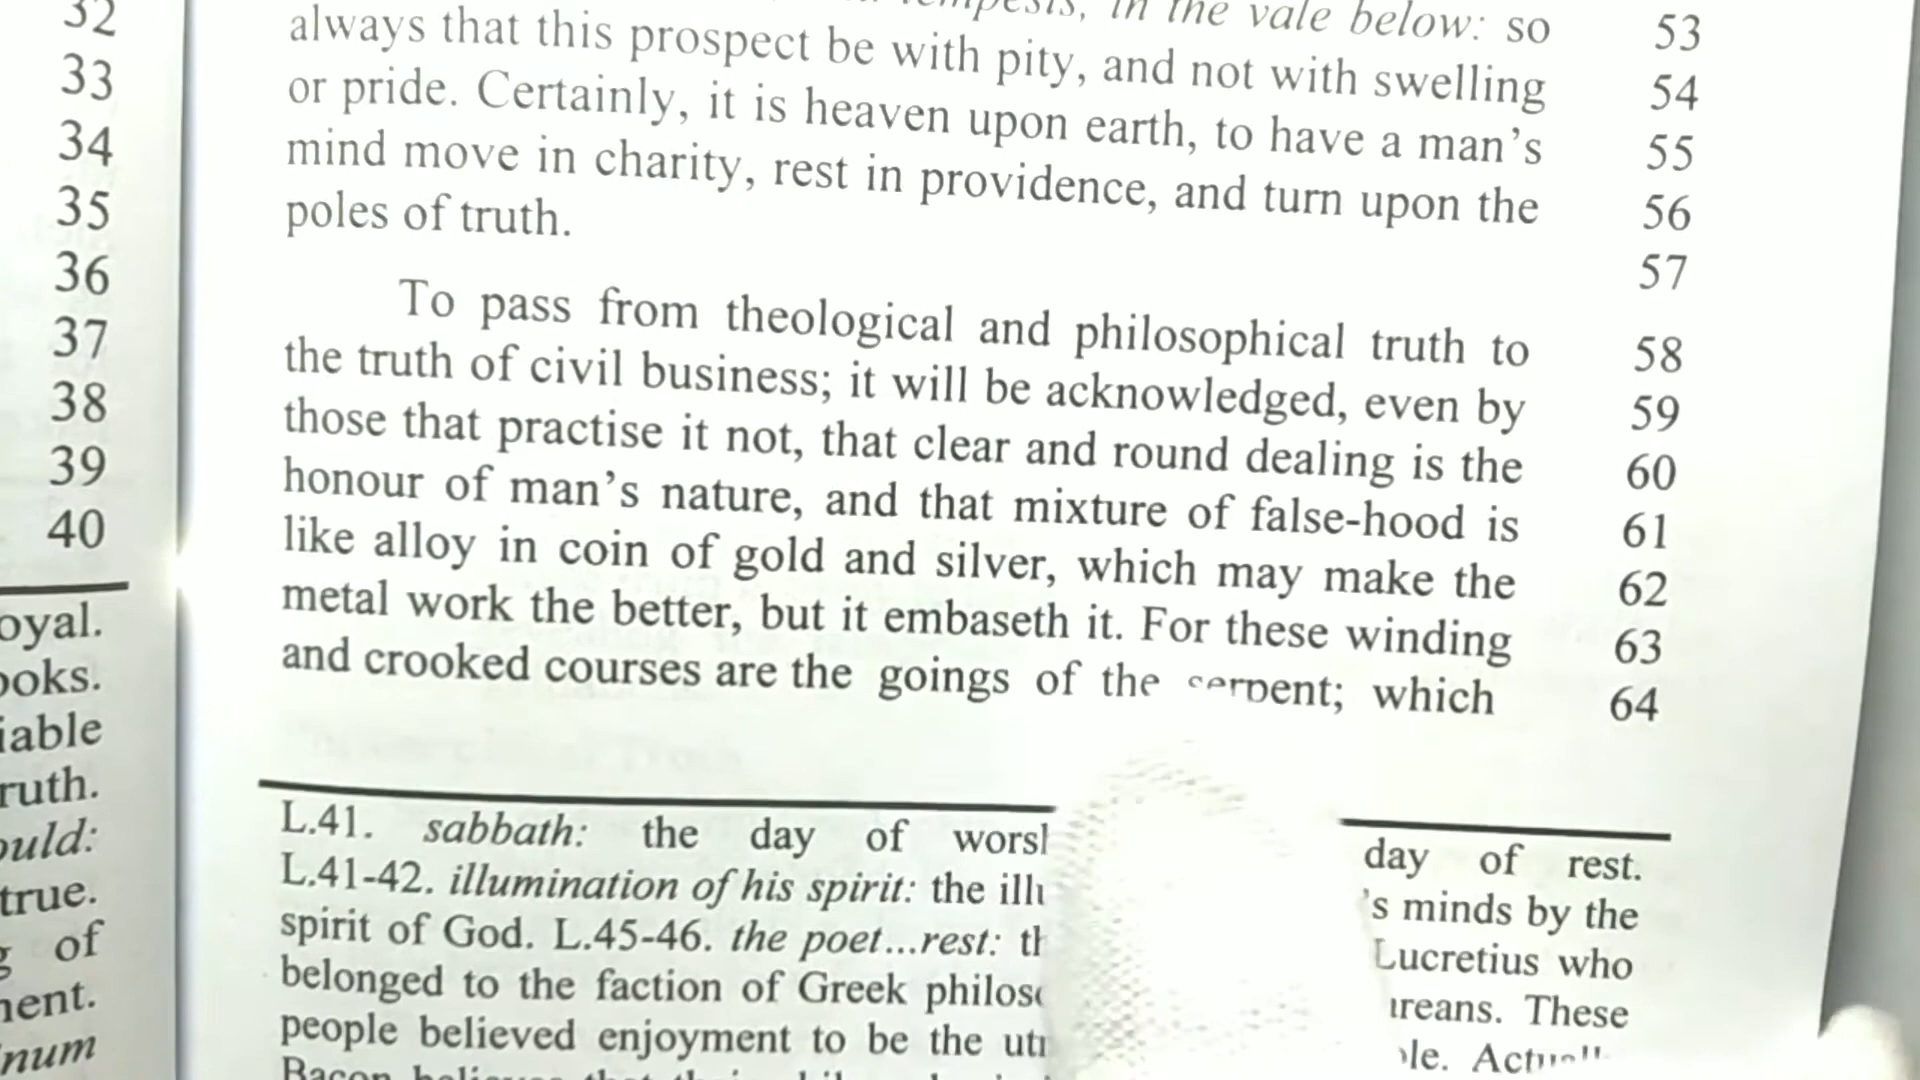 32
33
34
35
36
37
38
39
40
oyal.
ooks.
iable
ruth.
ould:
true.
g of
nent.
num
in the vale below: so 53
always that this prospect be with pity, and not with swelling 54
or pride. Certainly, it is heaven upon earth, to have a man's 55
mind move in charity, rest in providence, and turn upon the 56
poles of truth. 57
To pass from theological and philosophical truth to 58
the truth of civil business; it will be acknowledged, even by 59
those that practise it not, that clear and round dealing is the 60
honour of man's nature, and that mixture of false-hood is 61
like alloy in coin of gold and silver, which may make the 62
metal work the better, but it embaseth it. For these winding 63
and crooked courses are the goings of the serpent; which 64
L.41. sabbath: the day of day of rest.
L.41-42. illumination of his spirit: the 's minds by the
spirit of God. L.45-46. the poet...rest: Lucretius who
belonged to the faction of Greek These
people believed enjoyment to be the